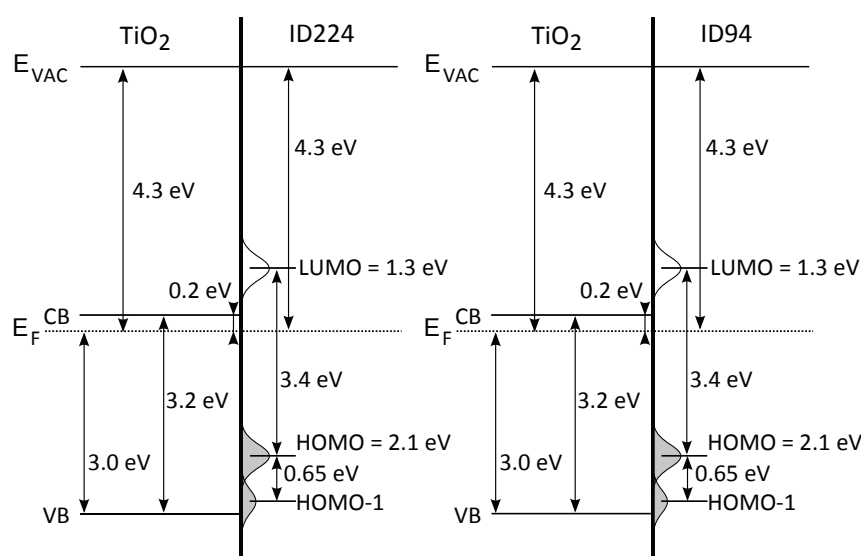 TiO2
ID224
EVAC
4.3 eV
4.3 eV
LUMO = 1.3 eV
0.2 eV
CB
EF
3.4 eV
3.2 eV
HOMO = 2.1 eV
3.0 eV
0.65 eV
HOMO-1
VB
TiO2
ID94
EVAC
4.3 eV
4.3 eV
LUMO = 1.3 eV
0.2 eV
CB
EF
3.4 eV
3.2 eV
HOMO = 2.1 eV
3.0 eV
0.65 eV
HOMO-1
VB